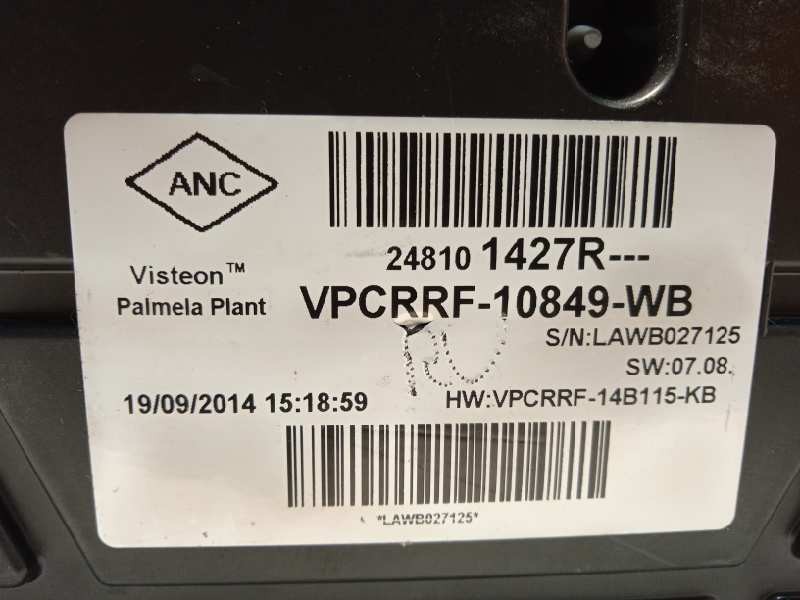 ANC
24810 1427R---
Visteon™
Palmela Plant
VPCRRF-10849-WB
S/N:LAWB027125
SW:07.08.
19/09/2014 15:18:59
HW:VPCRRF-14B115-KB
*LAWB027125*